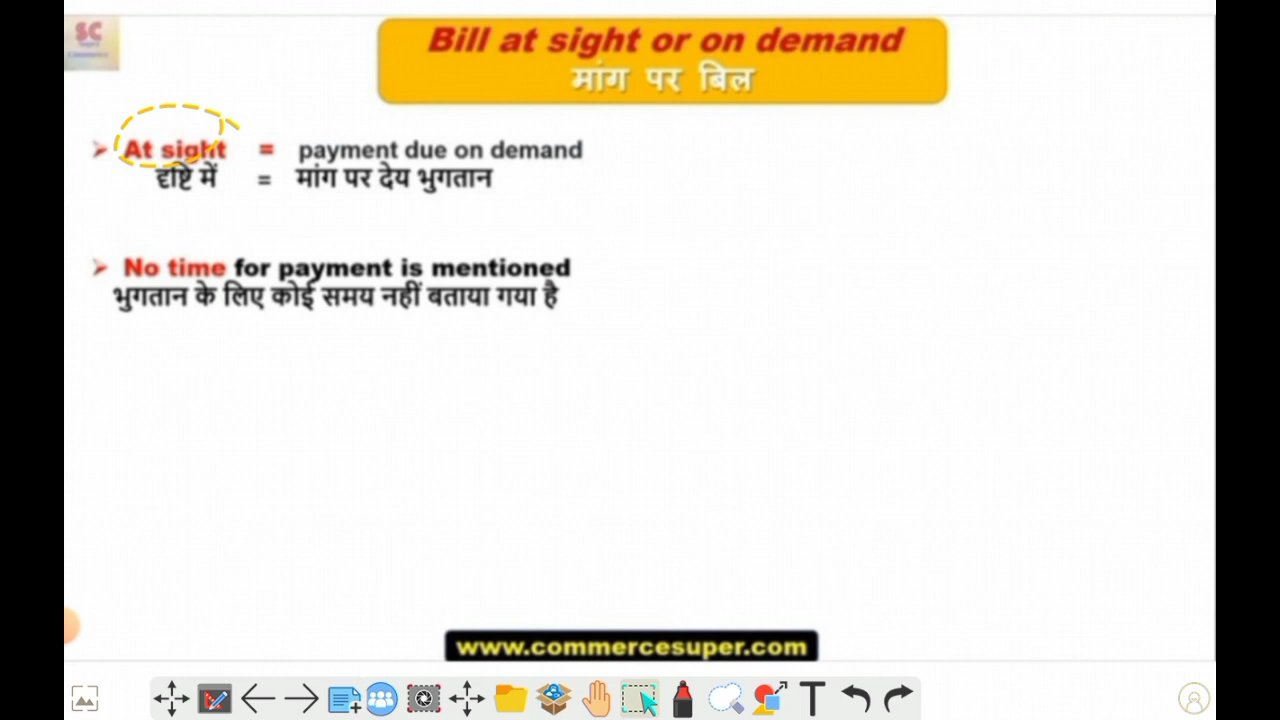 SC
Bill at sight or on demand
मांग पर बिल
➢ At sight = payment due on demand
दृष्टि में = मांग पर देय भुगतान
➢ No time for payment is mentioned
भुगतान के लिए कोई समय नहीं बताया गया है
www.commercesuper.com